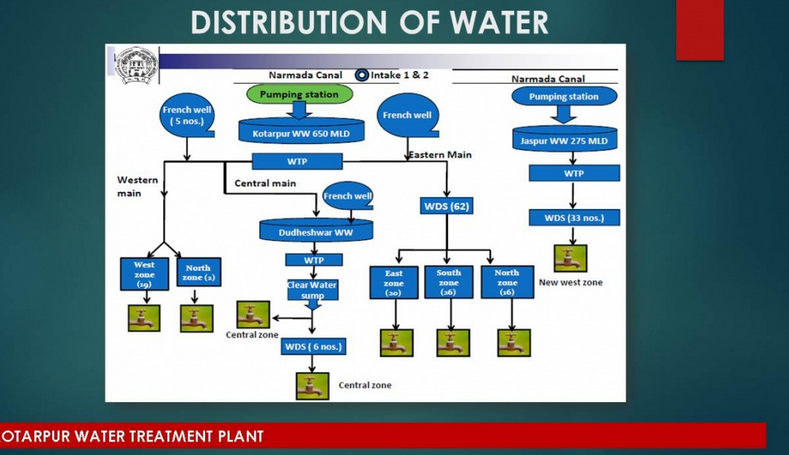 DISTRIBUTION OF WATER
Narmada Canal Intake 1 & 2
Narmada Canal
Pumping station
Pumping station
French well
( 5 nos.)
French well
Kotarpur WW 650 MLD
Jaspur WW 275 MLD
WTP
Eastern Main
WTP
Western
main
Central main
French well
WDS (62)
WDS (33 nos.)
Dudheshwar WW
WTP
West
zone
(19)
North
zone (2)
Clear Water
sump
East
zone
(20)
South
zone
(26)
North
zone
(16)
New west zone
Central zone
WDS ( 6 nos.)
Central zone
OTARPUR WATER TREATMENT PLANT